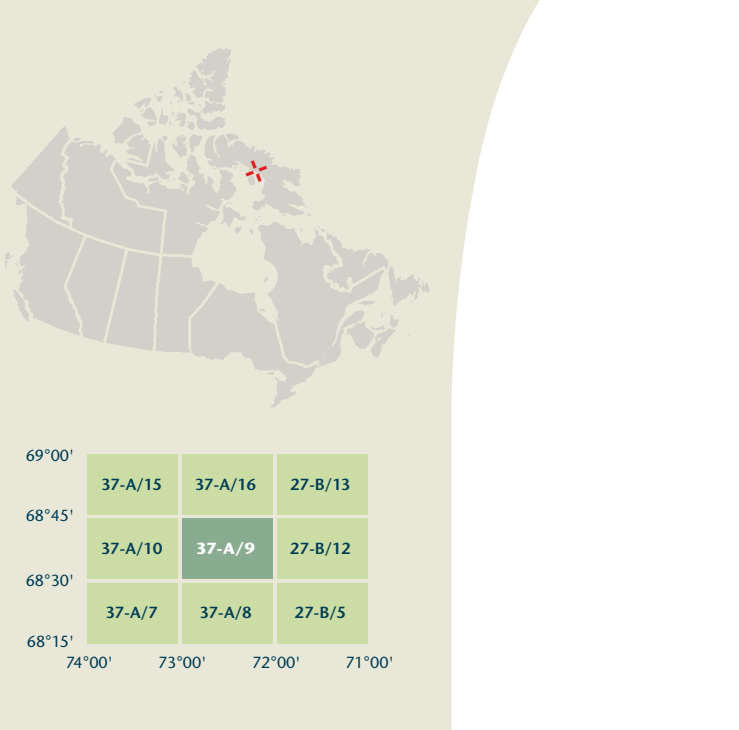 69°00'
37-A/15 37-A/16 27-B/13
68°45'
37-A/10 37-A/9 27-B/12
68°30'
37-A/7 37-A/8 27-B/5
68°15'
74°00' 73°00' 72°00' 71°00'